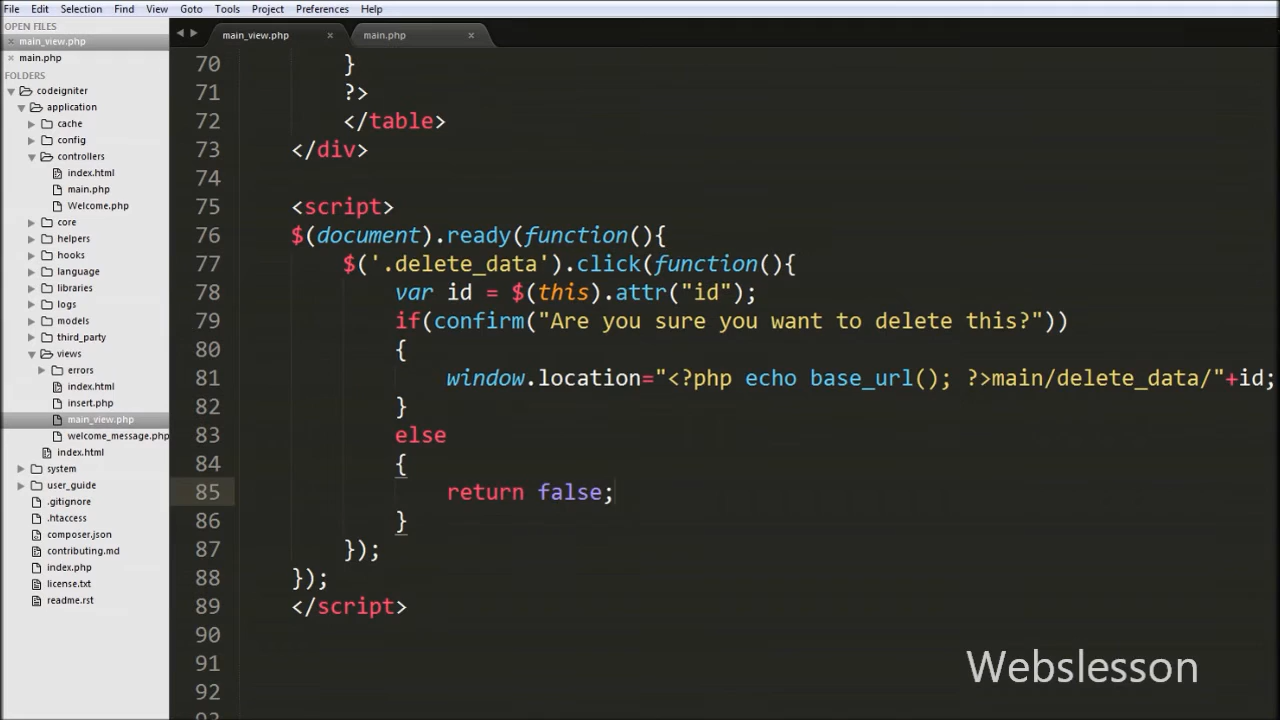 File Edit Selection Find View Goto Tools Project Preferences Help
OPEN FILES
× main_view.php
main.php
FOLDERS
codeigniter
application
cache
config
controllers
index.html
main.php
Welcome.php
core
helpers
hooks
language
libraries
logs
models
third_party
views
errors
index.html
insert.php
main_view.php
welcome_message.php
index.html
system
user_guide
.gitignore
.htaccess
composer.json
contributing.md
index.php
license.txt
readme.rst
main_view.php × main.php ×
70 }
71 ?>
72 </table>
73 </div>
74
75 <script>
76 $(document).ready(function(){
77 $('.delete_data').click(function(){
78 var id = $(this).attr("id");
79 if(confirm("Are you sure you want to delete this?"))
80 {
81 window.location="<?php echo base_url(); ?>main/delete_data/"+id;
82 }
83 else
84 {
85 return false;
86 }
87 });
88 });
89 </script>
90
91
92
93
Webslesson